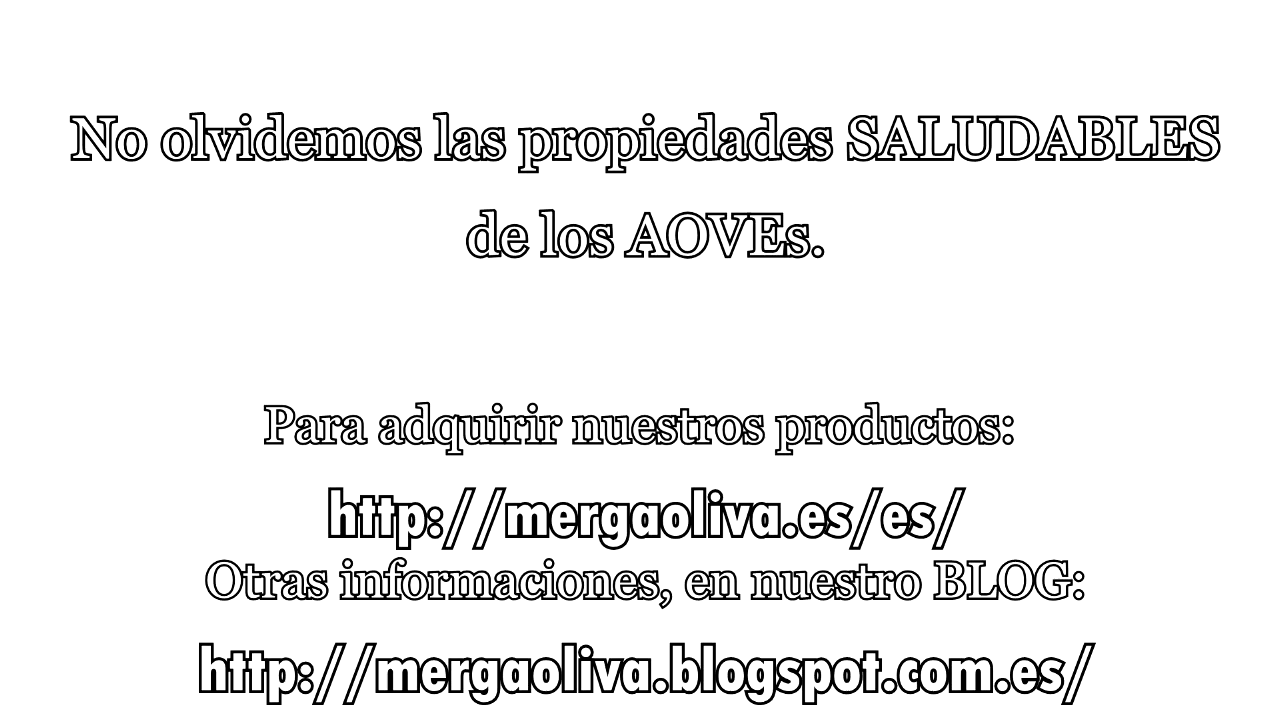 No olvidemos las propiedades SALUDABLES
de los AOVEs.
Para adquirir nuestros productos:
http://mergaoliva.es/es/
Otras informaciones, en nuestro BLOG:
http://mergaoliva.blogspot.com.es/